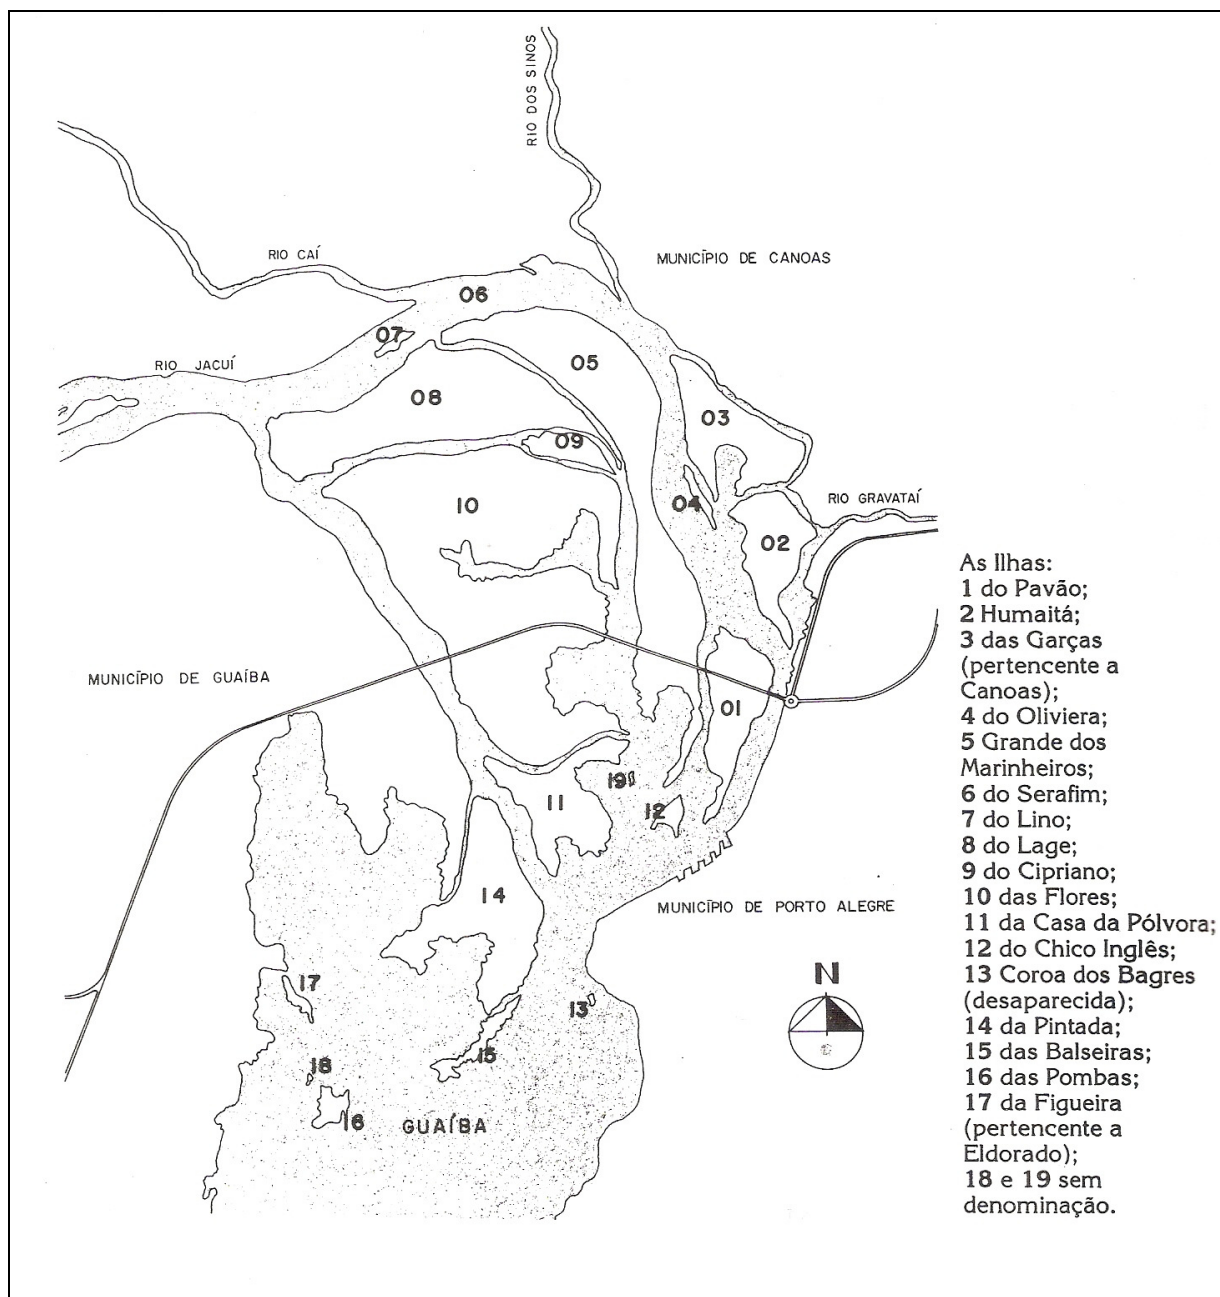 RIO DOS SINOS
RIO CAÍ
MUNICÍPIO DE CANOAS
06
07
05
RIO JACUÍ
08
03
09
10
04
RIO GRAVATAÍ
02
MUNICÍPIO DE GUAÍBA
01
19
11
12
14
MUNICÍPIO DE PORTO ALEGRE
N
17
13
15
18
16
GUAÍBA
As Ilhas:
1 do Pavão;
2 Humaitá;
3 das Garças
(pertencente a
Canoas);
4 do Oliviera;
5 Grande dos
Marinheiros;
6 do Serafim;
7 do Lino;
8 do Lage;
9 do Cipriano;
10 das Flores;
11 da Casa da Pólvora;
12 do Chico Inglês;
13 Coroa dos Bagres
(desaparecida);
14 da Pintada;
15 das Balseiras;
16 das Pombas;
17 da Figueira
(pertencente a
Eldorado);
18 e 19 sem
denominação.